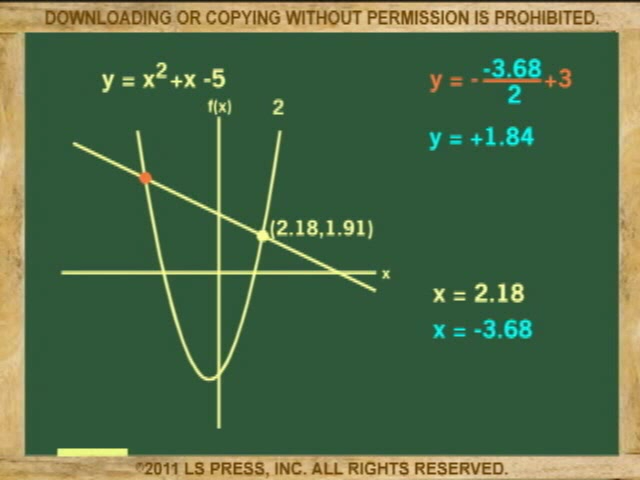 DOWNLOADING OR COPYING WITHOUT PERMISSION IS PROHIBITED.
y = x² + x -5
f(x)
2
(2.18,1.91)
x
y = - -3.68/2 +3
y = +1.84
x = 2.18
x = -3.68
©2011 LS PRESS, INC. ALL RIGHTS RESERVED.